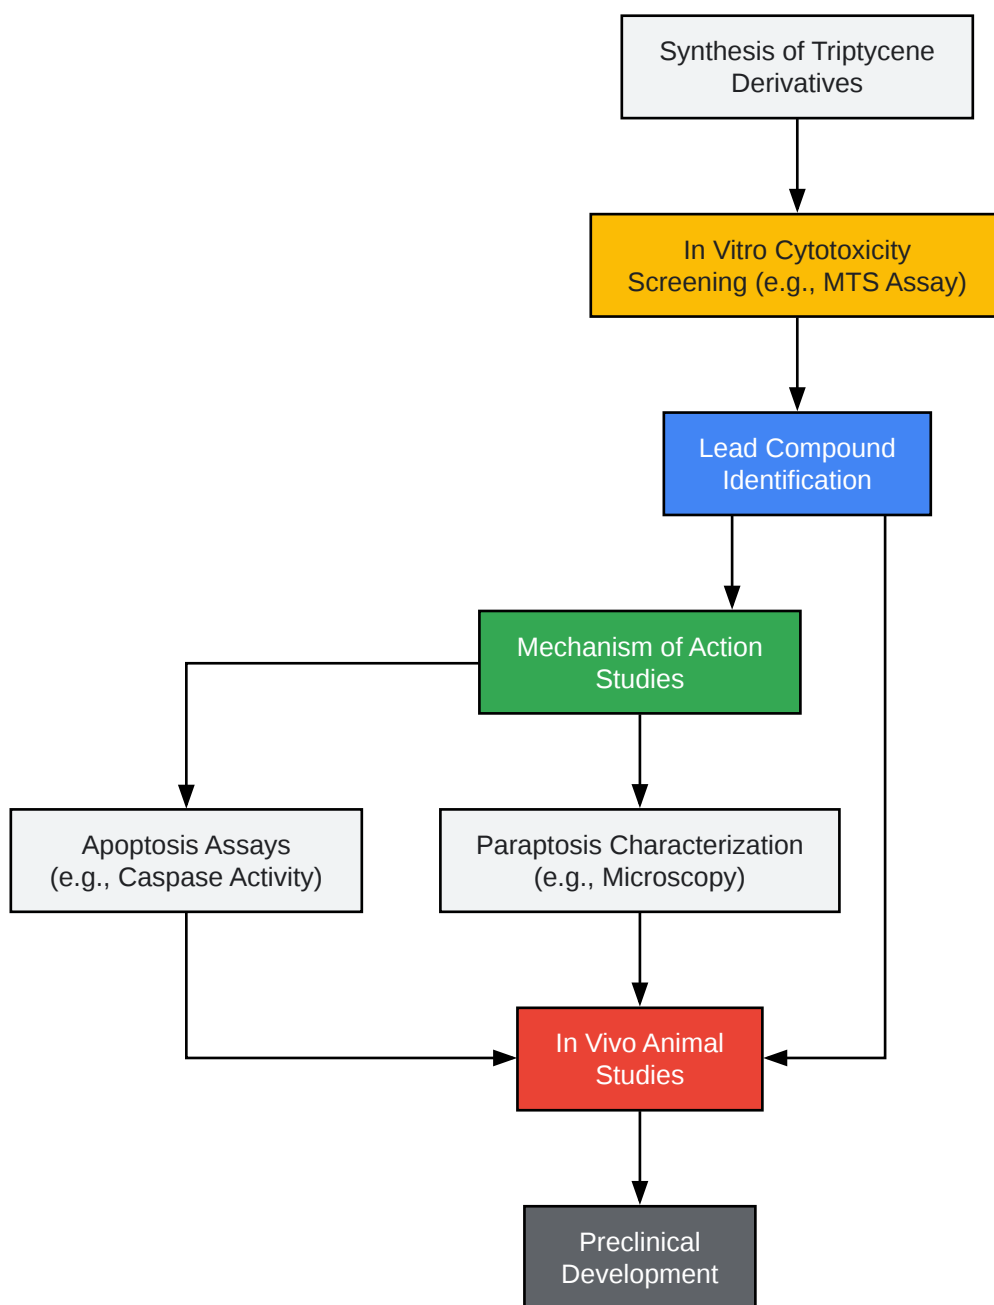 Synthesis of Triptycene
Derivatives
In Vitro Cytotoxicity
Screening (e.g., MTS Assay)
Lead Compound
Identification
Mechanism of Action
Studies
Apoptosis Assays
(e.g., Caspase Activity)
Paraptosis Characterization
(e.g., Microscopy)
In Vivo Animal
Studies
Preclinical
Development